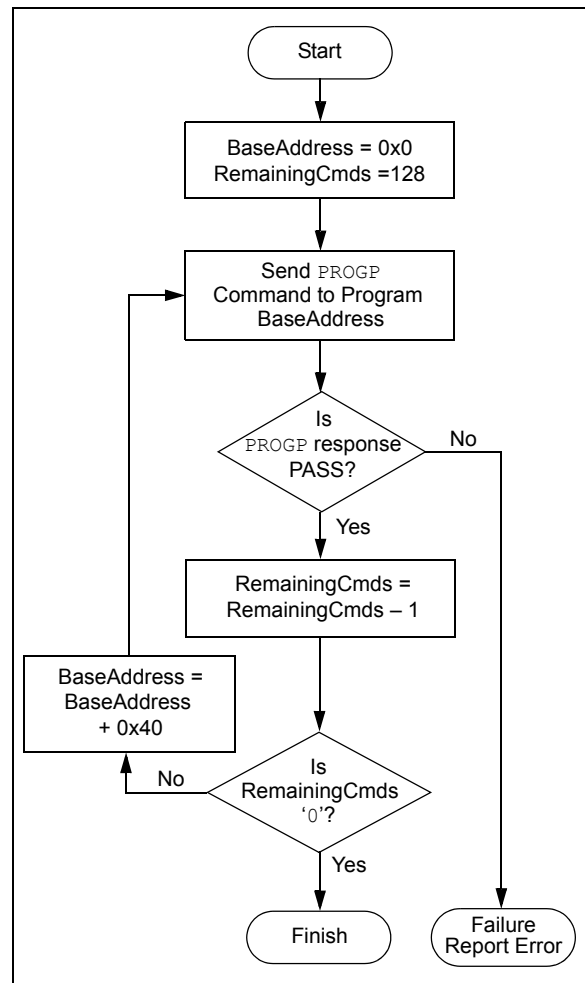 Start
BaseAddress = 0x0
RemainingCmds =128
Send PROGP
Command to Program
BaseAddress
Is
PROGP response
PASS?
No
Yes
RemainingCmds =
RemainingCmds – 1
BaseAddress =
BaseAddress
+ 0x40
No
Is
RemainingCmds
‘0’?
Yes
Finish
Failure
Report Error